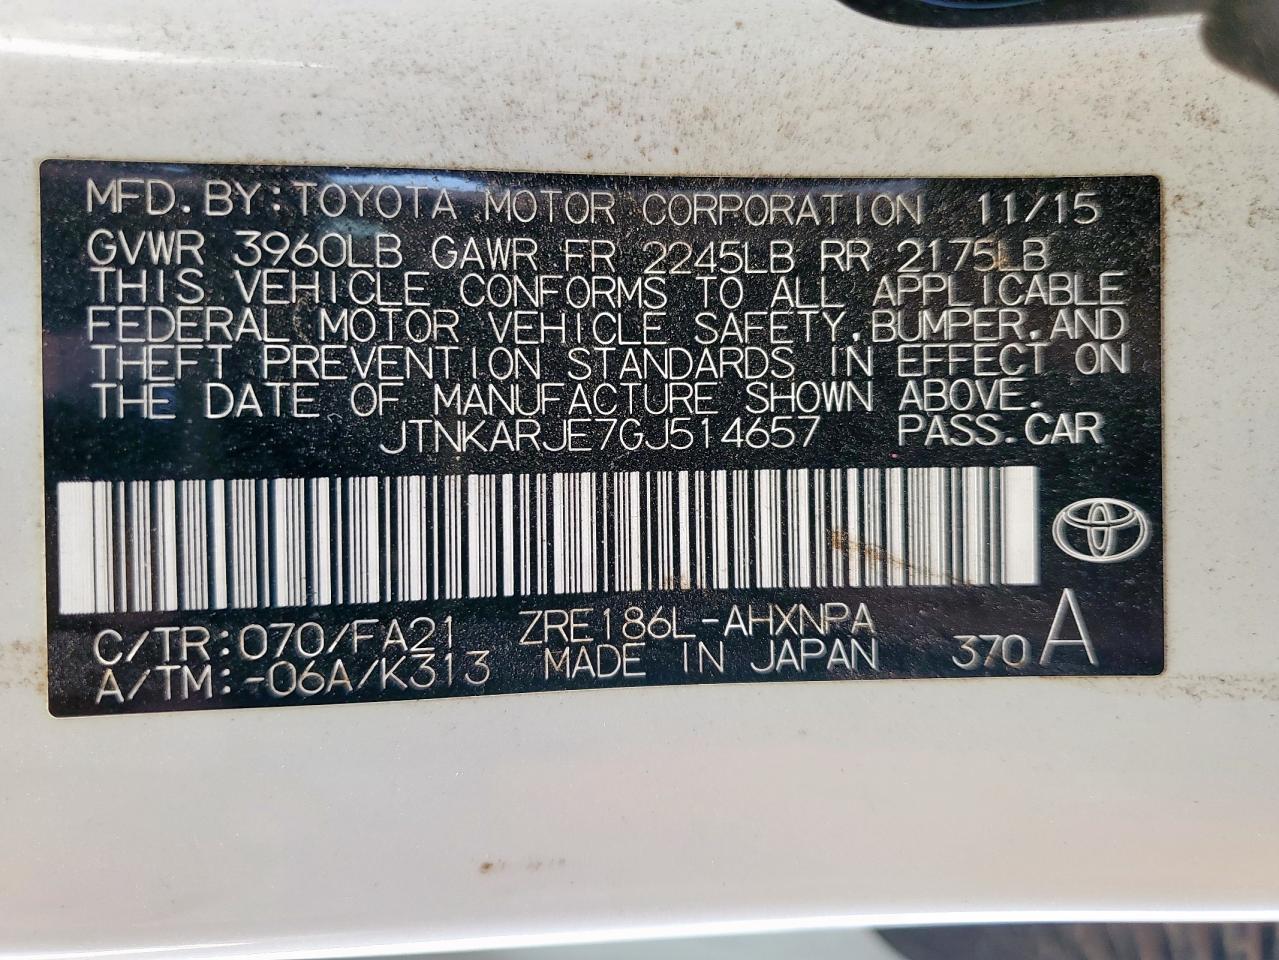 MFD. BY: TOYOTA MOTOR CORPORATION 11/15
GVWR 3960LB GAWR FR 2245LB RR 2175LB
THIS VEHICLE CONFORMS TO ALL APPLICABLE
FEDERAL MOTOR VEHICLE SAFETY, BUMPER, AND
THEFT PREVENTION STANDARDS IN EFFECT ON
THE DATE OF MANUFACTURE SHOWN ABOVE.
JTNKARJE7GJ514657 PASS. CAR
C/TR: 070/FA21 ZRE186L-AHXNPA
A/TM: -06A/K313 MADE IN JAPAN 370 A